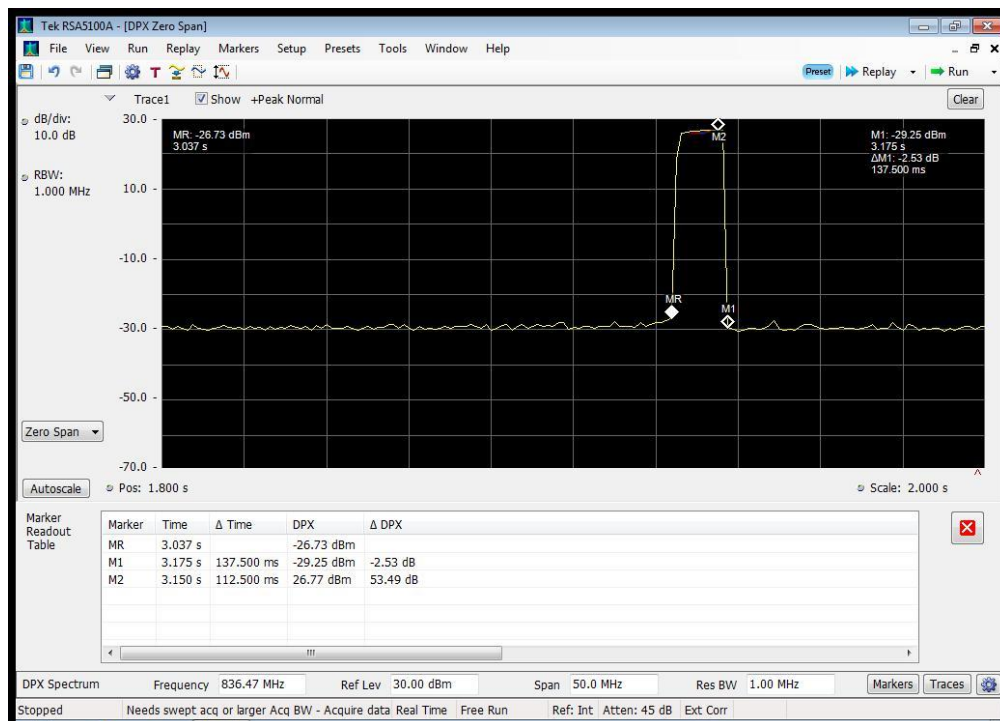 Tek RSA5100A - [DPX Zero Span]
File View Run Replay Markers Setup Presets Tools Window Help
T Preset Replay Run
Trace1 Show +Peak Normal Clear
dB/div:
10.0 dB
RBW:
1.000 MHz
30.0 -
10.0 -
-10.0 -
-30.0 -
-50.0 -
-70.0 -
MR: -26.73 dBm
3.037 s
M1: -29.25 dBm
3.175 s
ΔM1: -2.53 dB
137.500 ms
M2
MR
M1
Zero Span
Autoscale Pos: 1.800 s Scale: 2.000 s
Marker
Readout
Table
Marker Time Δ Time DPX Δ DPX
MR 3.037 s -26.73 dBm
M1 3.175 s 137.500 ms -29.25 dBm -2.53 dB
M2 3.150 s 112.500 ms 26.77 dBm 53.49 dB
DPX Spectrum Frequency 836.47 MHz Ref Lev 30.00 dBm Span 50.0 MHz Res BW 1.00 MHz Markers Traces
Stopped Needs swept acq or larger Acq BW - Acquire data Real Time Free Run Ref: Int Atten: 45 dB Ext Corr